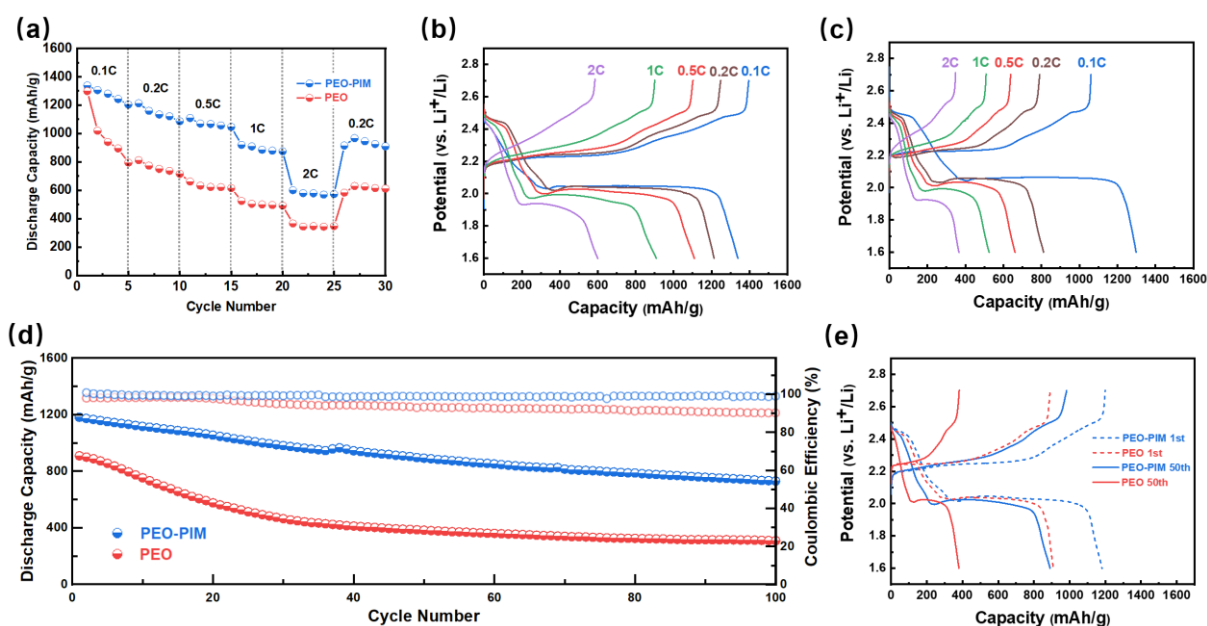 (a)
Discharge Capacity (mAh/g)
1600
1400
1200
1000
800
600
400
200
0
0.1C
0.2C
0.5C
1C
2C
0.2C
PEO-PIM
PEO
0 5 10 15 20 25 30
Cycle Number
(b)
Potential (vs. Li⁺/Li)
2.8
2.6
2.4
2.2
2.0
1.8
1.6
2C 1C 0.5C 0.2C 0.1C
0 200 400 600 800 1000 1200 1400 1600
Capacity (mAh/g)
(c)
Potential (vs. Li⁺/Li)
2.8
2.6
2.4
2.2
2.0
1.8
1.6
2C 1C 0.5C 0.2C 0.1C
0 200 400 600 800 1000 1200 1400 1600
Capacity (mAh/g)
(d)
Discharge Capacity (mAh/g)
1600
1200
800
400
0
PEO-PIM
PEO
0 20 40 60 80 100
Cycle Number
Coulombic Efficiency (%)
100
80
60
40
20
0
(e)
Potential (vs. Li⁺/Li)
2.8
2.6
2.4
2.2
2.0
1.8
1.6
PEO-PIM 1st
PEO 1st
PEO-PIM 50th
PEO 50th
0 200 400 600 800 1000 1200 1400 1700
Capacity (mAh/g)